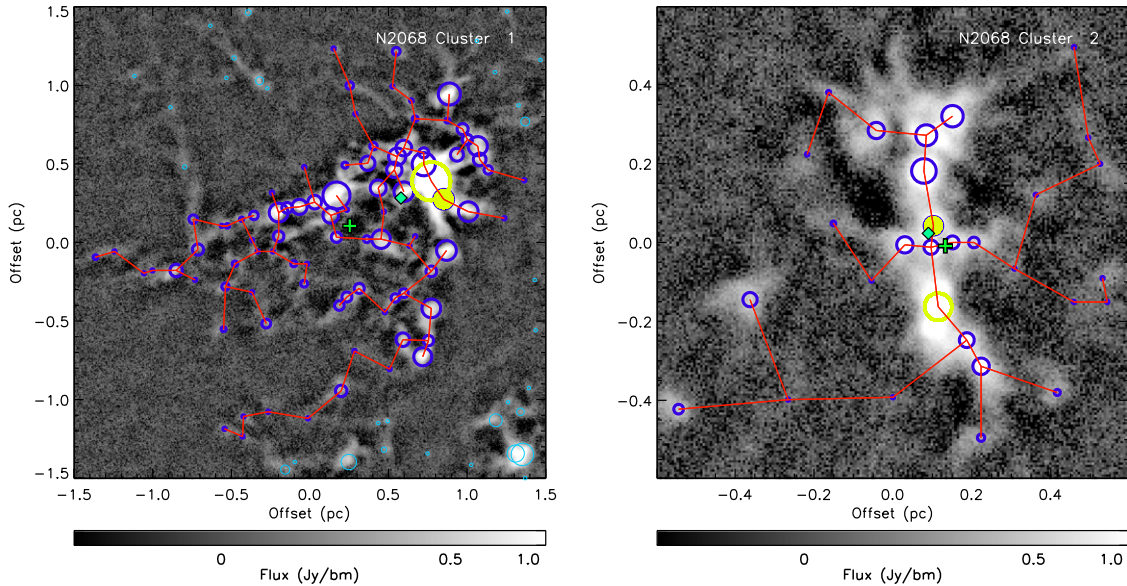 N2068 Cluster 1
1.0
0.5
0.0
-0.5
-1.0
-1.5
Offset (pc)
-1.5 -1.0 -0.5 0.0 0.5 1.0 1.5
Offset (pc)
0 0.5 1.0
Flux (Jy/bm)
N2068 Cluster 2
0.4
0.2
0.0
-0.2
-0.4
Offset (pc)
-0.4 -0.2 0.0 0.2 0.4
Offset (pc)
0 0.5 1.0
Flux (Jy/bm)